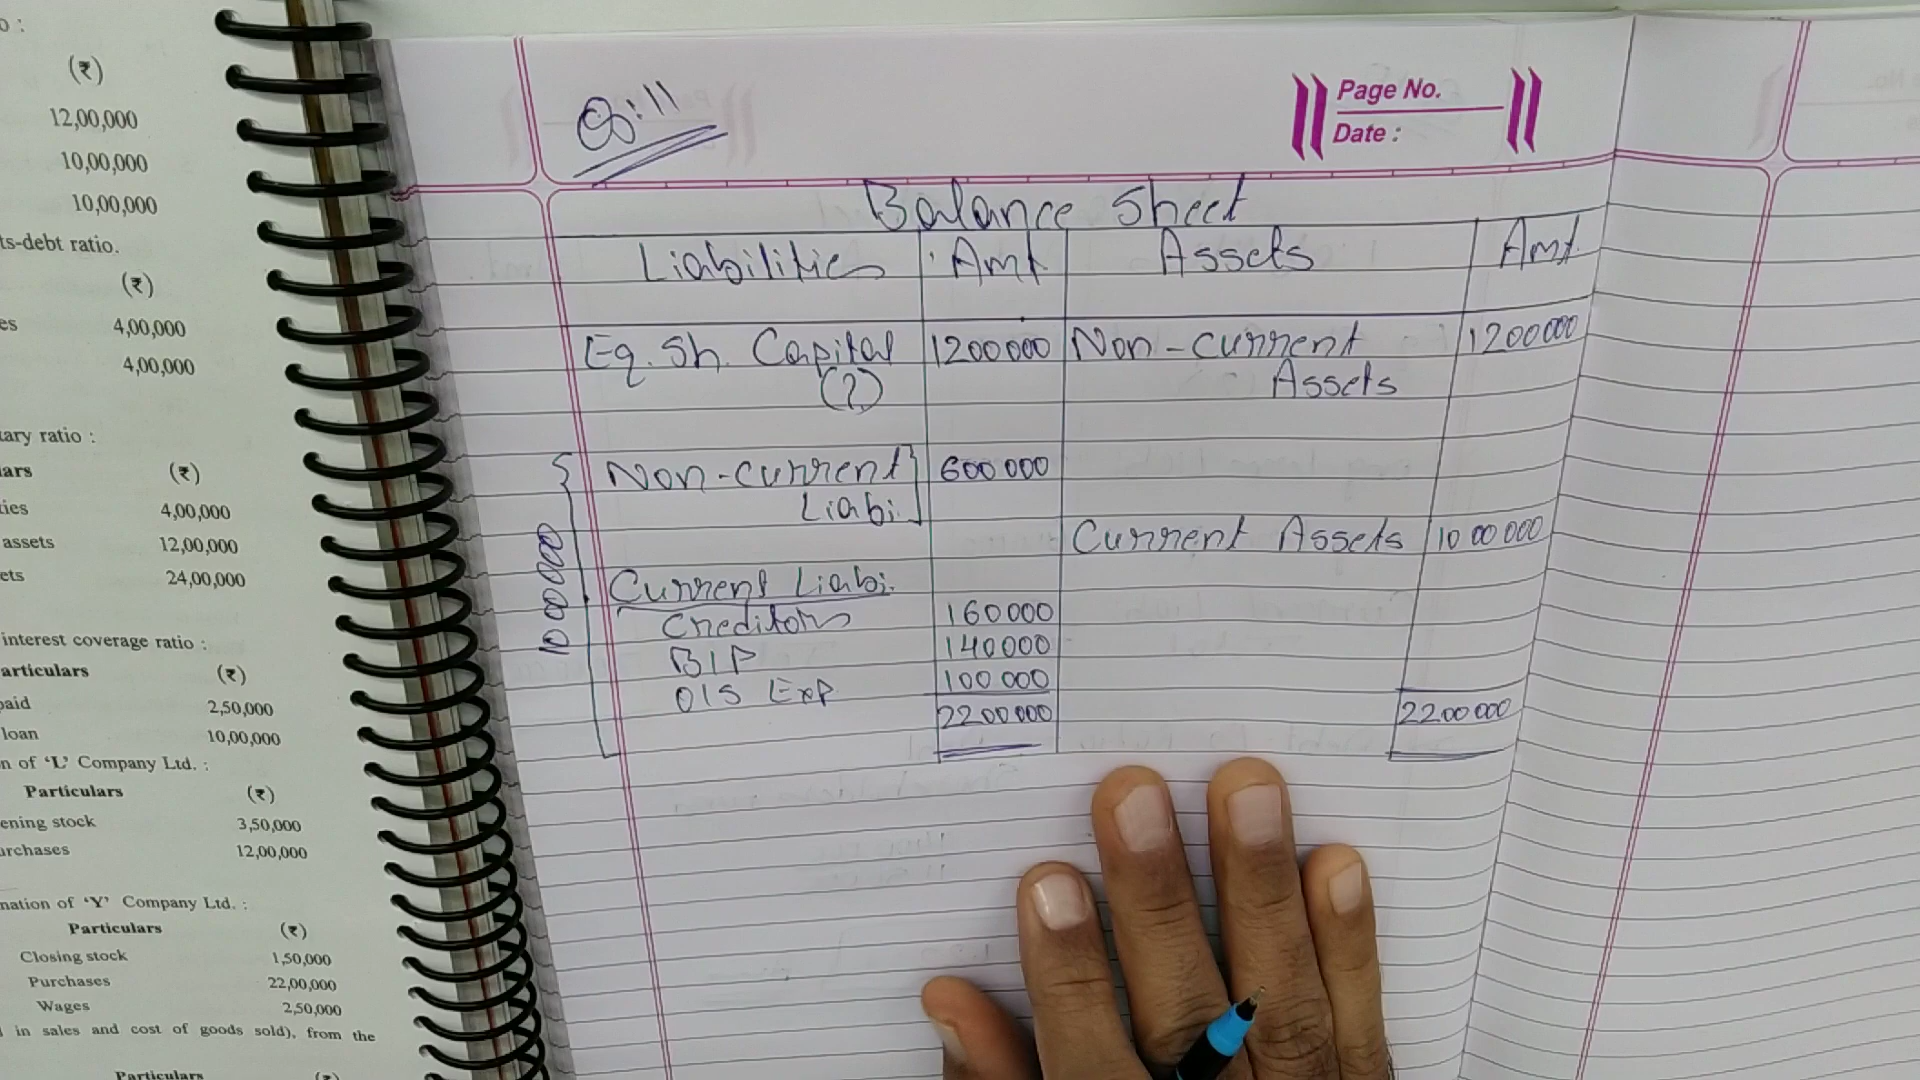 (₹)
12,00,000
10,00,000
10,00,000
ts-debt ratio.
(₹)
es 4,00,000
4,00,000
tary ratio :
ars (₹)
ties 4,00,000
assets 12,00,000
ets 24,00,000
interest coverage ratio :
articulars (₹)
paid 2,50,000
loan 10,00,000
n of 'L' Company Ltd. :
Particulars (₹)
ening stock 3,50,000
urchases 12,00,000
nation of 'Y' Company Ltd. :
Particulars (₹)
Closing stock 1,50,000
Purchases 22,00,000
Wages 2,50,000
in sales and cost of goods sold), from the
Particulars (₹)
Q:11
Page No.
Date :
Balance Sheet
Liabilities Amt Assets Amt.
Eq. Sh. Capital 1200000 Non-current 1200000
(?) Assets
Non-current 600000
Liabi.
Current Assets 1000000
1000000
Current Liabi.
Creditors 160000
B/P 140000
O/S Exp 100000
2200000 2200000